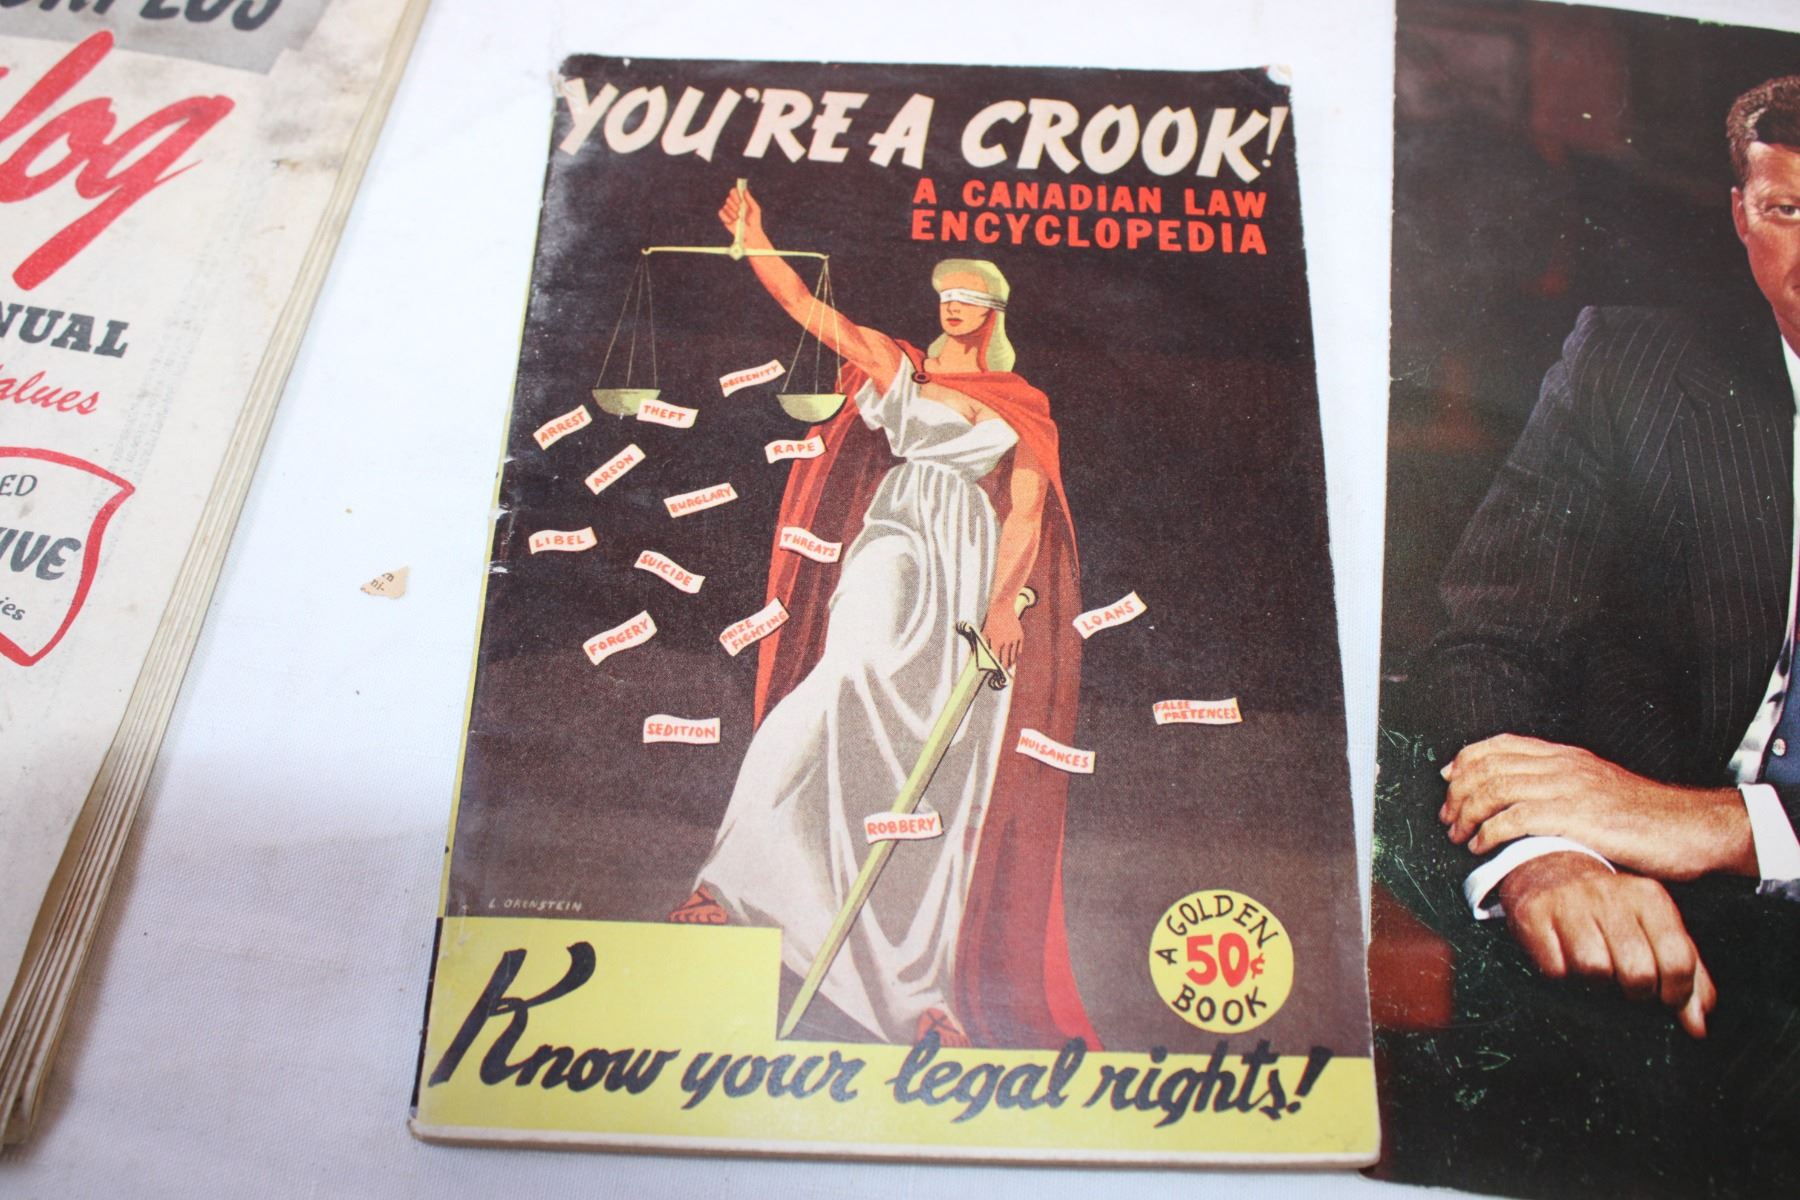 log
NUAL
alues
ED
IVE
ies
YOU'RE A CROOK!
A CANADIAN LAW
ENCYCLOPEDIA
OBSCENITY
THEFT
ARREST
RAPE
ARSON
BURGLARY
LIBEL
THREATS
SUICIDE
FORGERY
PRIZE
FIGHTING
LOANS
SEDITION
FALSE
PRETENCES
NUISANCES
ROBBERY
L. ORENSTEIN
A GOLDEN
50¢
BOOK
Know your legal rights!